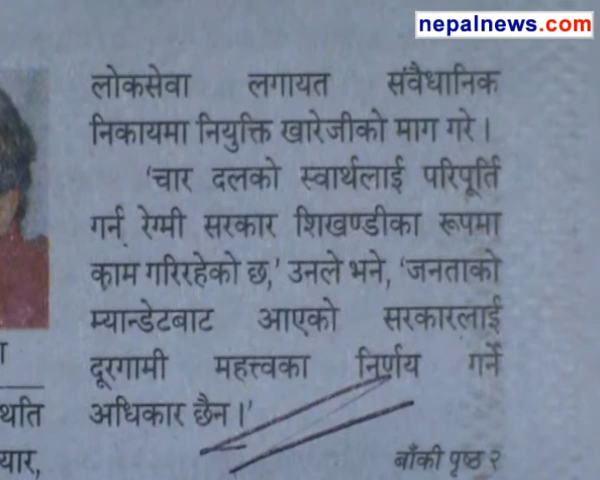 nepalnews.com
लोकसेवा लगायत संवैधानिक
निकायमा नियुक्ति खारेजीको माग गरे ।
'चार दलको स्वार्थलाई परिपूर्ति
गर्न रेग्मी सरकार शिखण्डीका रूपमा
काम गरिरहेको छ,' उनले भने, 'जनताको
म्यान्डेटबाट आएको सरकारलाई
दूरगामी महत्त्वका निर्णय गर्ने
अधिकार छैन ।'
थति
यार,
बाँकी पृष्ठ २